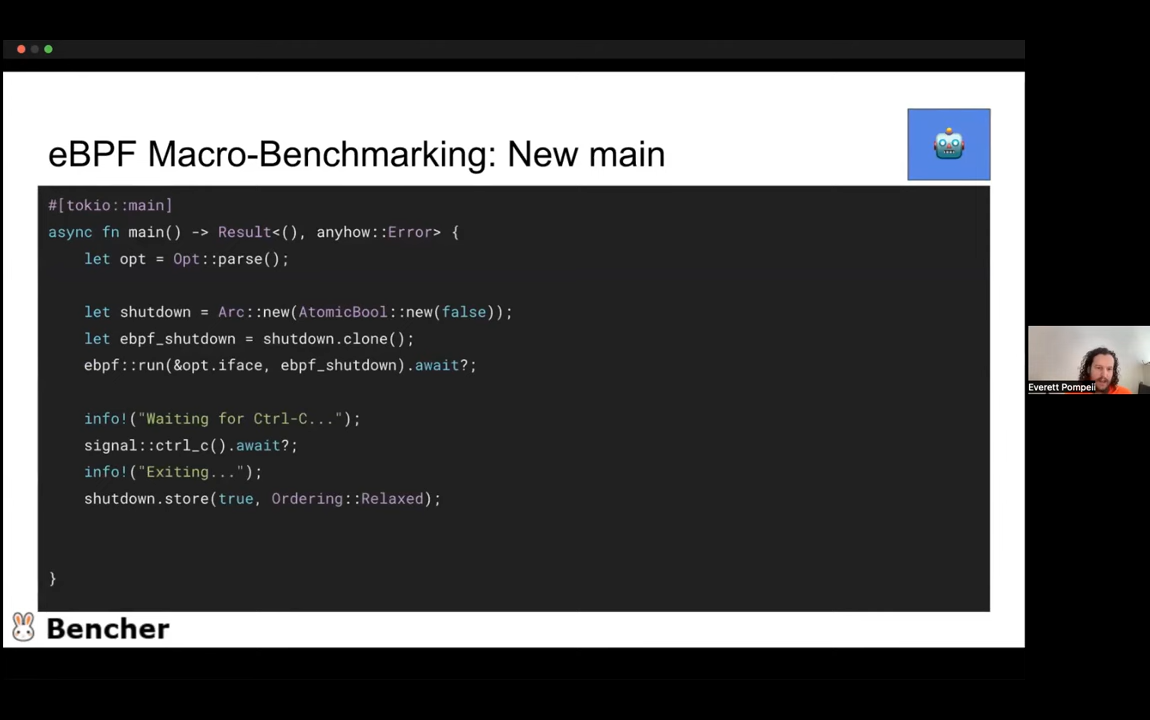 eBPF Macro-Benchmarking: New main
#[tokio::main]
async fn main() -> Result<(), anyhow::Error> {
    let opt = Opt::parse();
    let shutdown = Arc::new(AtomicBool::new(false));
    let ebpf_shutdown = shutdown.clone();
    ebpf::run(&opt.iface, ebpf_shutdown).await?;
    info!("Waiting for Ctrl-C...");
    signal::ctrl_c().await?;
    info!("Exiting...");
    shutdown.store(true, Ordering::Relaxed);
}
Everett Pompeii
Bencher